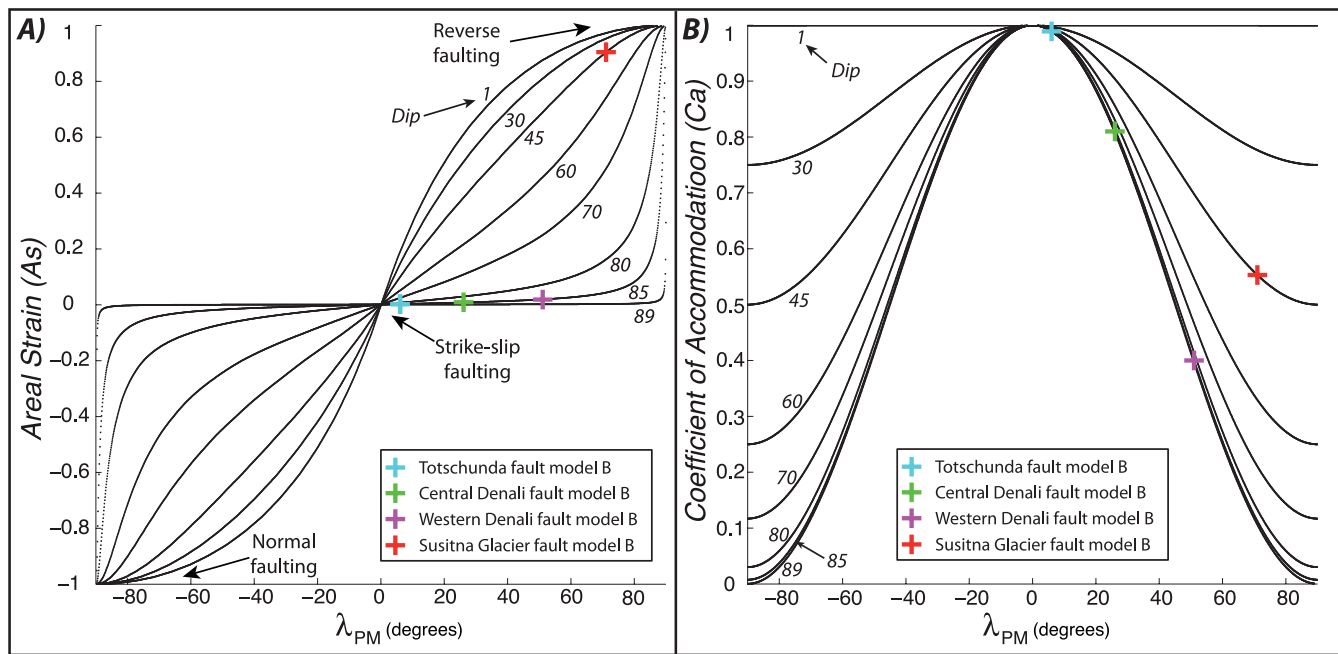 A)
Areal Strain (As)
1
0.8
0.6
0.4
0.2
0
−0.2
−0.4
−0.6
−0.8
−1
Reverse
faulting
Dip
1
30
45
60
70
80
85
89
Strike-slip
faulting
Normal
faulting
Totschunda fault model B
Central Denali fault model B
Western Denali fault model B
Susitna Glacier fault model B
−80 −60 −40 −20 0 20 40 60 80
λPM (degrees)
B)
Coefficient of Accommodatioon (Ca)
1
0.9
0.8
0.7
0.6
0.5
0.4
0.3
0.2
0.1
0
1
Dip
30
45
60
70
80
89
85
Totschunda fault model B
Central Denali fault model B
Western Denali fault model B
Susitna Glacier fault model B
−80 −60 −40 −20 0 20 40 60 80
λPM (degrees)